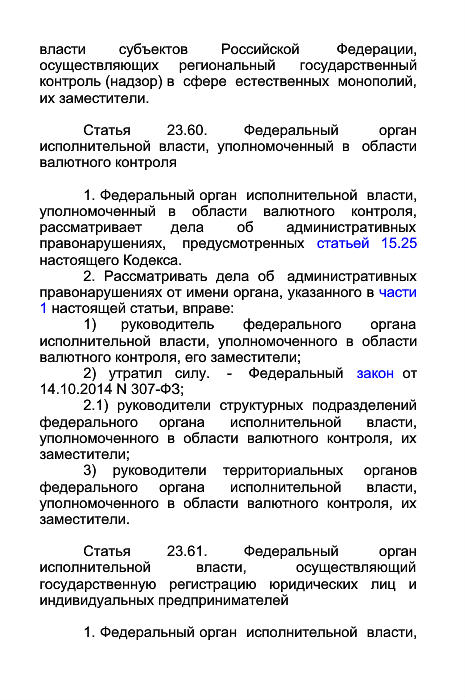 власти субъектов Российской Федерации,
осуществляющих региональный государственный
контроль (надзор) в сфере естественных монополий,
их заместители.
Статья 23.60. Федеральный орган
исполнительной власти, уполномоченный в области
валютного контроля
1. Федеральный орган исполнительной власти,
уполномоченный в области валютного контроля,
рассматривает дела об административных
правонарушениях, предусмотренных статьей 15.25
настоящего Кодекса.
2. Рассматривать дела об административных
правонарушениях от имени органа, указанного в части
1 настоящей статьи, вправе:
1) руководитель федерального органа
исполнительной власти, уполномоченного в области
валютного контроля, его заместители;
2) утратил силу. - Федеральный закон от
14.10.2014 N 307-ФЗ;
2.1) руководители структурных подразделений
федерального органа исполнительной власти,
уполномоченного в области валютного контроля, их
заместители;
3) руководители территориальных органов
федерального органа исполнительной власти,
уполномоченного в области валютного контроля, их
заместители.
Статья 23.61. Федеральный орган
исполнительной власти, осуществляющий
государственную регистрацию юридических лиц и
индивидуальных предпринимателей
1. Федеральный орган исполнительной власти,